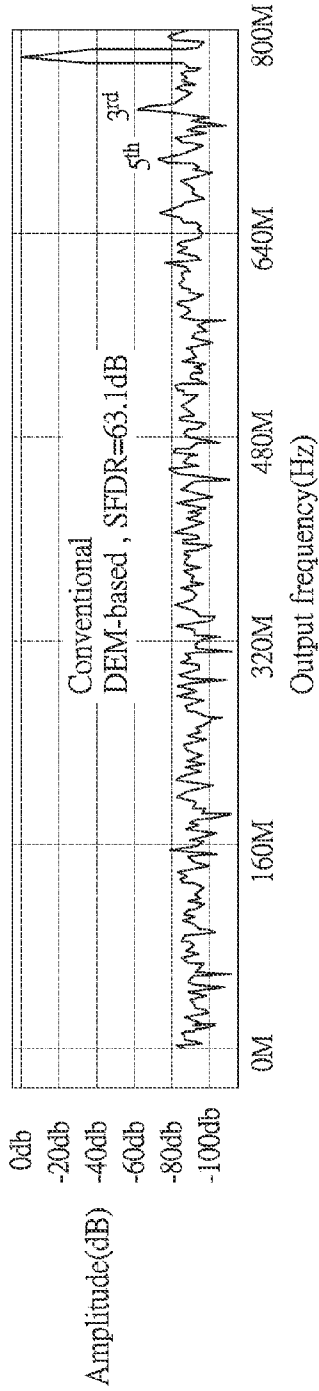 Amplitude(dB)
0db
-20db
-40db
-60db
-80db
-100db
Conventional
DEM-based , SFDR=63.1dB
5th
3rd
0M
160M
320M
480M
640M
800M
Output frequency(Hz)